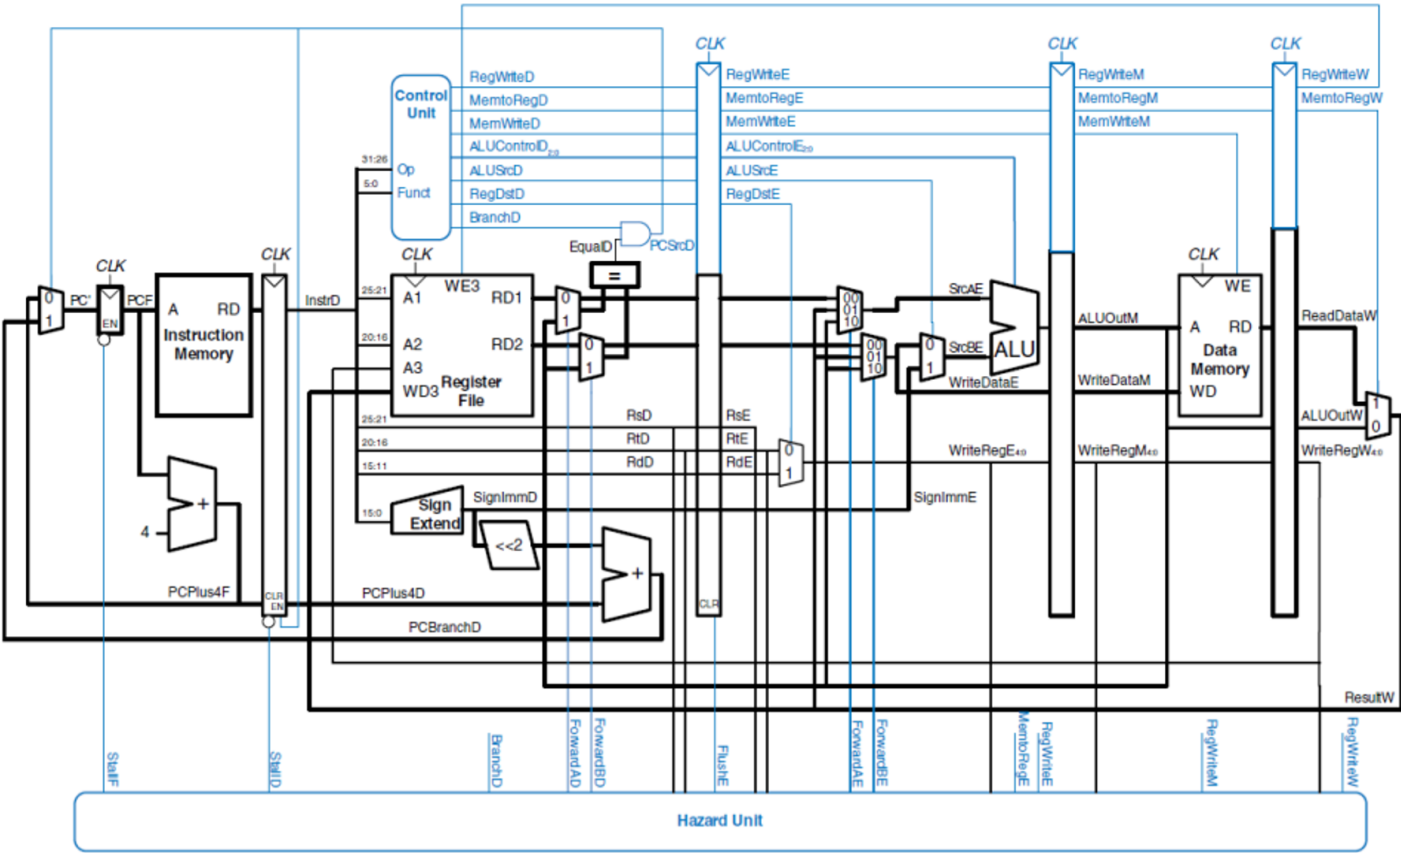 CLK
CLK
CLK
RegWriteD
RegWriteE
RegWriteM
RegWriteW
Control
Unit
MemtoRegD
MemtoRegE
MemtoRegM
MemtoRegW
MemWriteD
MemWriteE
MemWriteM
ALUControlD2:0
ALUControlE2:0
31:26
Op
ALUSrcD
ALUSrcE
5:0
Funct
RegDstD
RegDstE
BranchD
EqualD
PCSrcD
CLK
CLK
CLK
CLK
=
PC'
PCF
EN
A
RD
Instruction
Memory
InstrD
25:21
A1
WE3
RD1
0
1
0
1
20:16
A2
RD2
A3
WD3
Register
File
0
1
00
01
10
00
01
10
SrcAE
0
1
SrcBE
ALU
WriteDataE
ALUOutM
WriteDataM
WE
A
RD
Data
Memory
WD
ReadDataW
1
0
ALUOutW
25:21
RsD
RsE
20:16
RtD
RtE
15:11
RdD
RdE
0
1
WriteRegE4:0
WriteRegM4:0
WriteRegW4:0
15:0
Sign
Extend
SignImmD
SignImmE
+
4
<<2
+
PCPlus4F
CLR
EN
PCPlus4D
CLR
PCBranchD
ResultW
StallF
StallD
BranchD
ForwardAD
ForwardBD
FlushE
ForwardAE
ForwardBE
MemtoRegE
RegWriteE
RegWriteM
RegWriteW
Hazard Unit